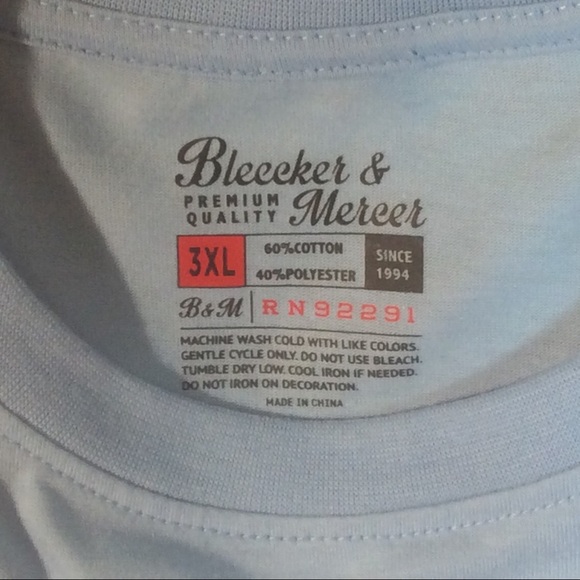 Bleecker &
PREMIUM
QUALITY Mercer
3XL
60%COTTON
40%POLYESTER
SINCE
1994
B&M RN92291
MACHINE WASH COLD WITH LIKE COLORS.
GENTLE CYCLE ONLY. DO NOT USE BLEACH.
TUMBLE DRY LOW. COOL IRON IF NEEDED.
DO NOT IRON ON DECORATION.
MADE IN CHINA